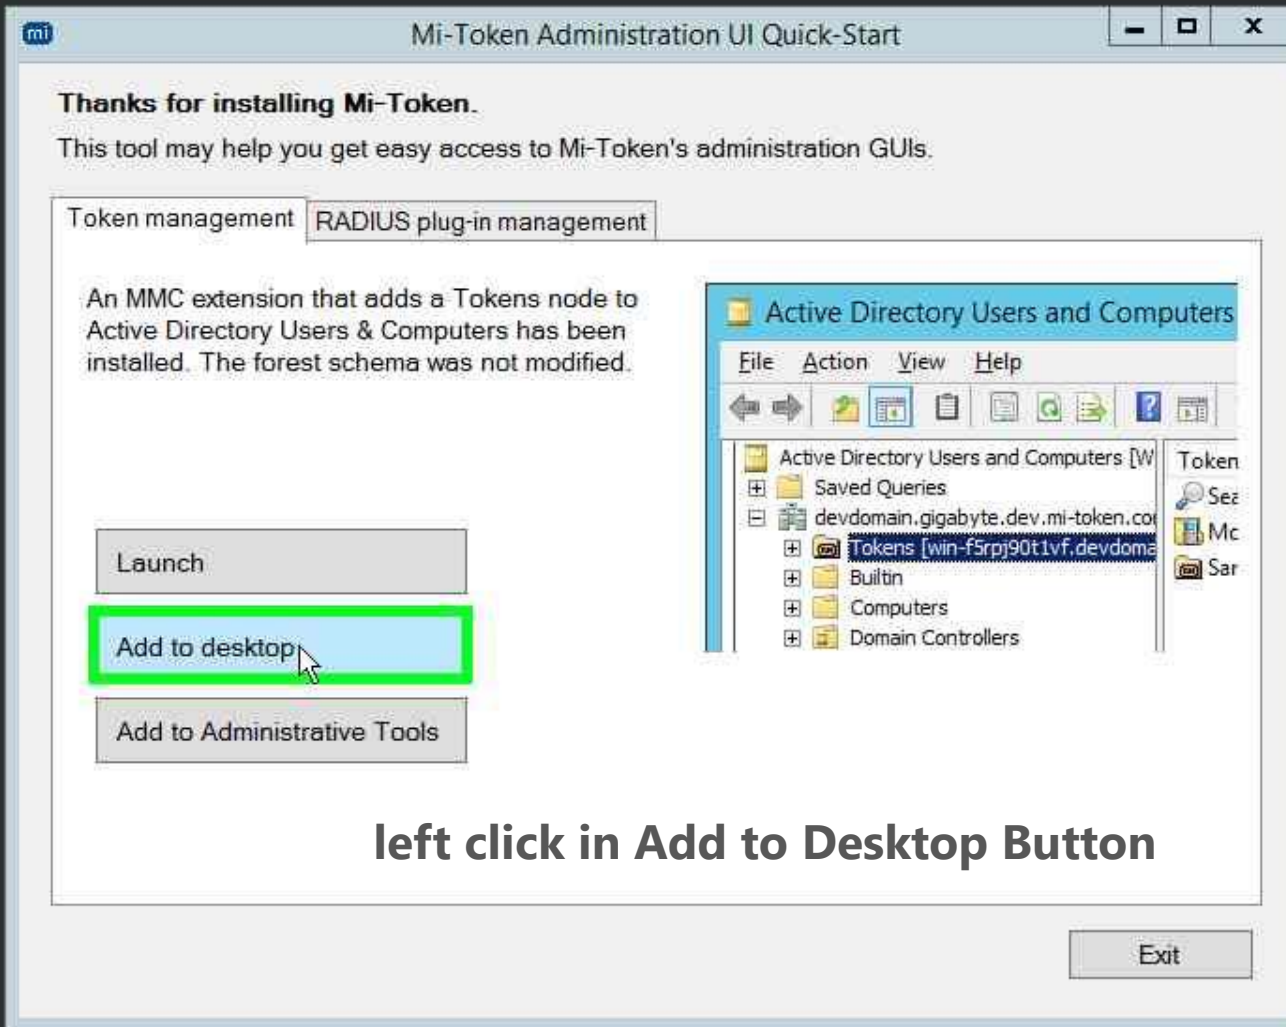 mi
Mi-Token Administration UI Quick-Start
Thanks for installing Mi-Token.
This tool may help you get easy access to Mi-Token's administration GUIs.
Token management
RADIUS plug-in management
An MMC extension that adds a Tokens node to
Active Directory Users & Computers has been
installed. The forest schema was not modified.
Launch
Add to desktop
Add to Administrative Tools
Active Directory Users and Computers
File Action View Help
Active Directory Users and Computers [W
Saved Queries
devdomain.gigabyte.dev.mi-token.co
Tokens [win-f5rpj90t1vf.devdoma
Builtin
Computers
Domain Controllers
Token
Sea
Mc
Sar
left click in Add to Desktop Button
Exit